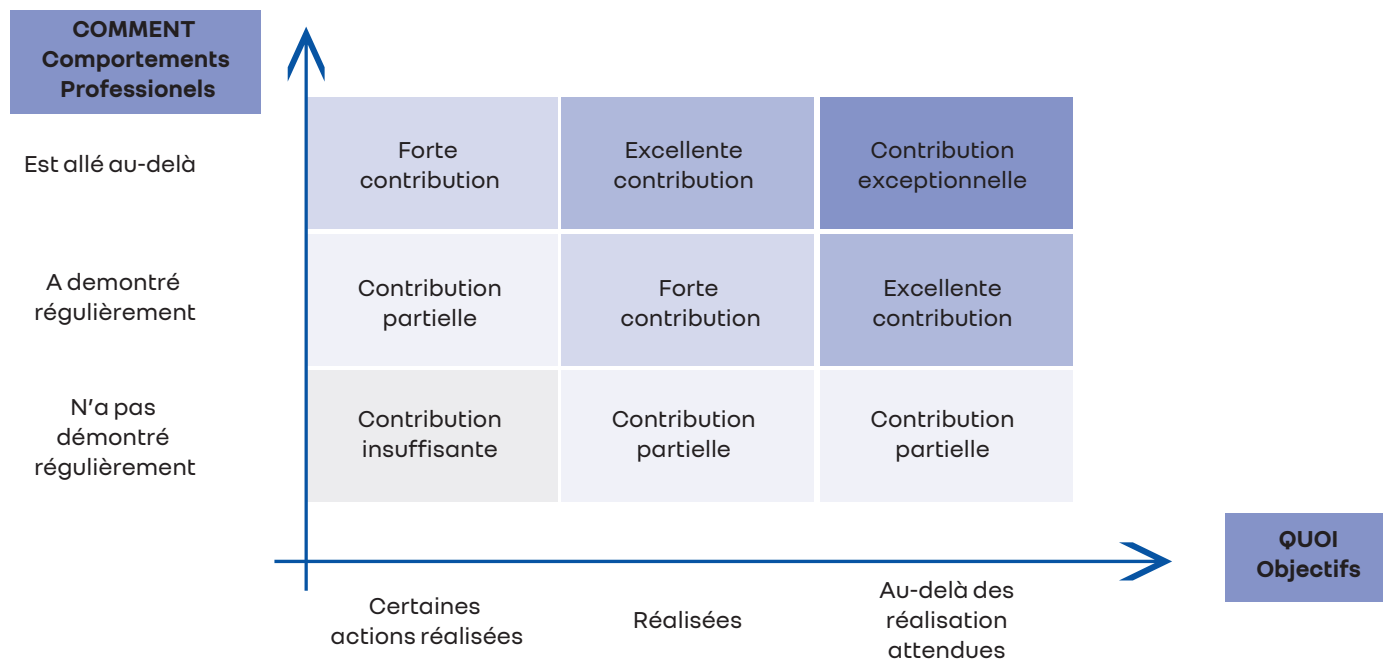 COMMENT
Comportements
Professionels
Est allé au-delà
Forte
contribution
Excellente
contribution
Contribution
exceptionnelle
A demontré
régulièrement
Contribution
partielle
Forte
contribution
Excellente
contribution
N'a pas
démontré
régulièrement
Contribution
insuffisante
Contribution
partielle
Contribution
partielle
QUOI
Objectifs
Certaines
actions réalisées
Réalisées
Au-delà des
réalisation
attendues